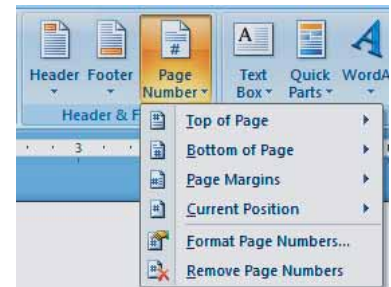 Header Footer Page Number Text Box Quick Parts
Header & F
3
Top of Page
Bottom of Page
Page Margins
Current Position
Format Page Numbers...
Remove Page Numbers